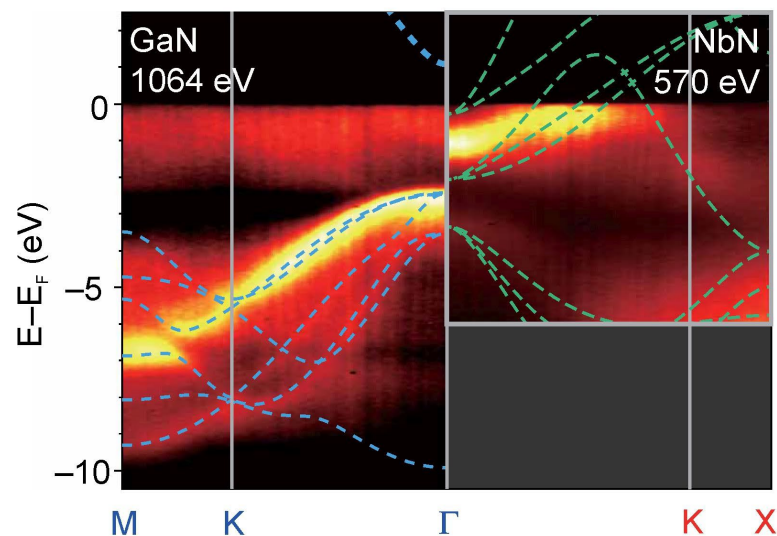 GaN
1064 eV
NbN
570 eV
0
–5
–10
E–E_F (eV)
M K Γ K X